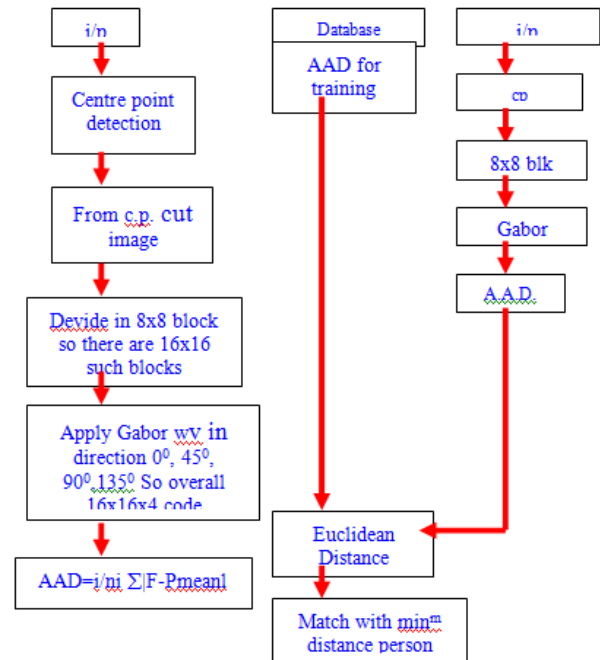 i/p
Centre point
detection
From c.p. cut
image
Devide in 8x8 block
so there are 16x16
such blocks
Apply Gabor wv in
direction 0⁰, 45⁰,
90⁰,135⁰ So overall
16x16x4 code
AAD=i/ni Σ|F-Pmeanl
Database
AAD for
training
Euclidean
Distance
Match with minᵐ
distance person
i/p
cp
8x8 blk
Gabor
A.A.D.